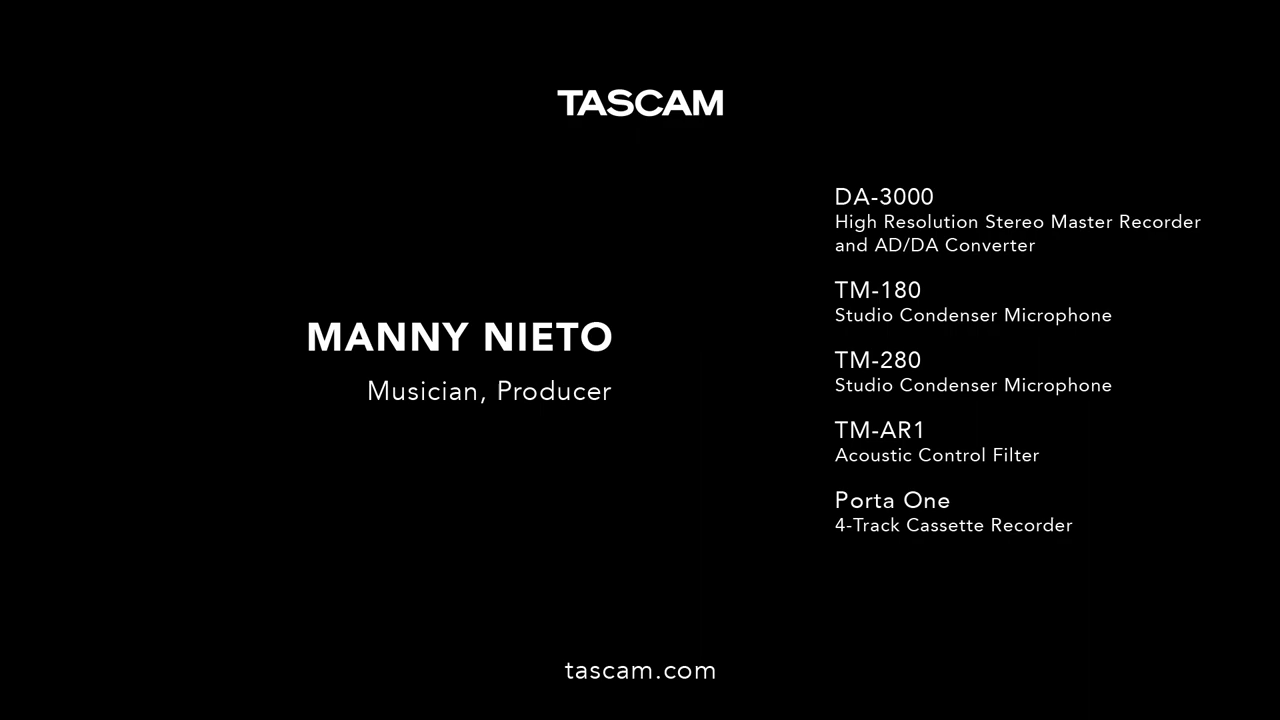 TASCAM
MANNY NIETO
Musician, Producer
DA-3000
High Resolution Stereo Master Recorder
and AD/DA Converter
TM-180
Studio Condenser Microphone
TM-280
Studio Condenser Microphone
TM-AR1
Acoustic Control Filter
Porta One
4-Track Cassette Recorder
tascam.com